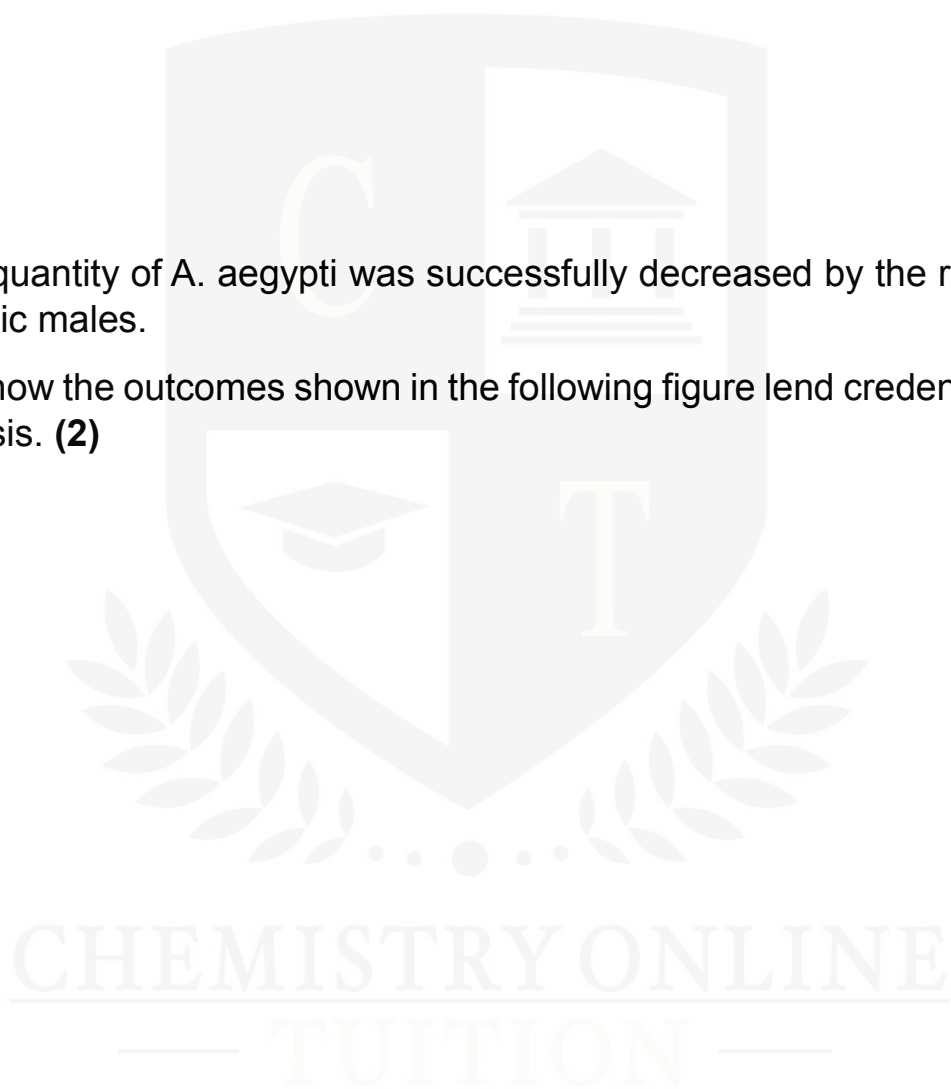 C
quantity of A. aegypti was successfully decreased by the r
ic males.
now the outcomes shown in the following figure lend creden
sis. (2)
T
CHEMISTRY ONLINE
— TUITION —